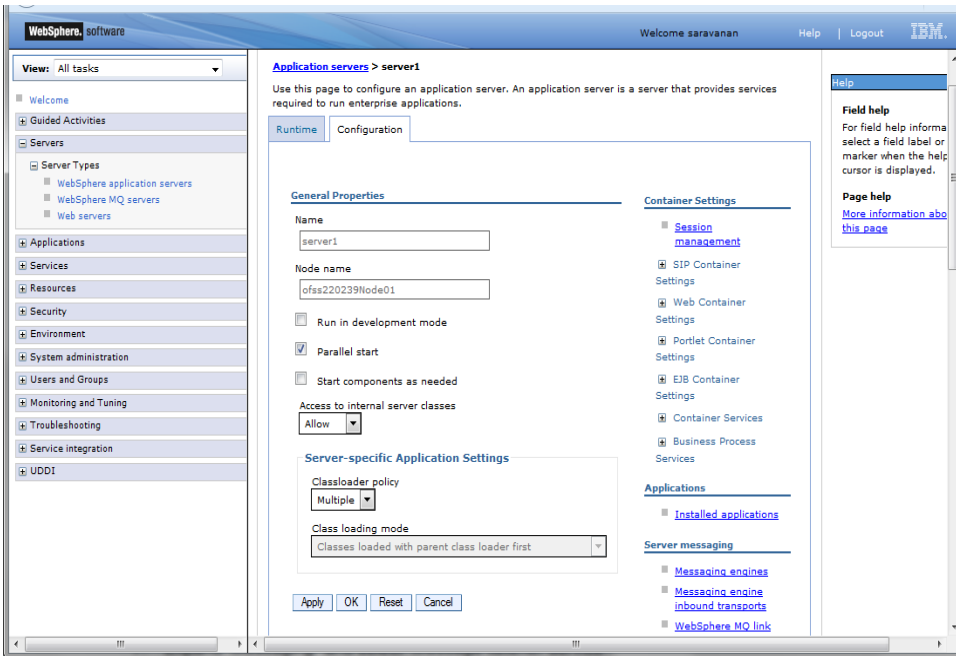 WebSphere. software
Welcome saravanan
Help | Logout
IBM.
View: All tasks
Welcome
Guided Activities
Servers
Server Types
WebSphere application servers
WebSphere MQ servers
Web servers
Applications
Services
Resources
Security
Environment
System administration
Users and Groups
Monitoring and Tuning
Troubleshooting
Service integration
UDDI
Application servers > server1
Use this page to configure an application server. An application server is a server that provides services
required to run enterprise applications.
Runtime
Configuration
General Properties
Name
server1
Node name
ofss220239Node01
Run in development mode
Parallel start
Start components as needed
Access to internal server classes
Allow
Server-specific Application Settings
Classloader policy
Multiple
Class loading mode
Classes loaded with parent class loader first
Apply
OK
Reset
Cancel
Container Settings
Session
management
SIP Container
Settings
Web Container
Settings
Portlet Container
Settings
EJB Container
Settings
Container Services
Business Process
Services
Applications
Installed applications
Server messaging
Messaging engines
Messaging engine
inbound transports
WebSphere MQ link
Help
Field help
For field help informa
select a field label or
marker when the help
cursor is displayed.
Page help
More information abo
this page